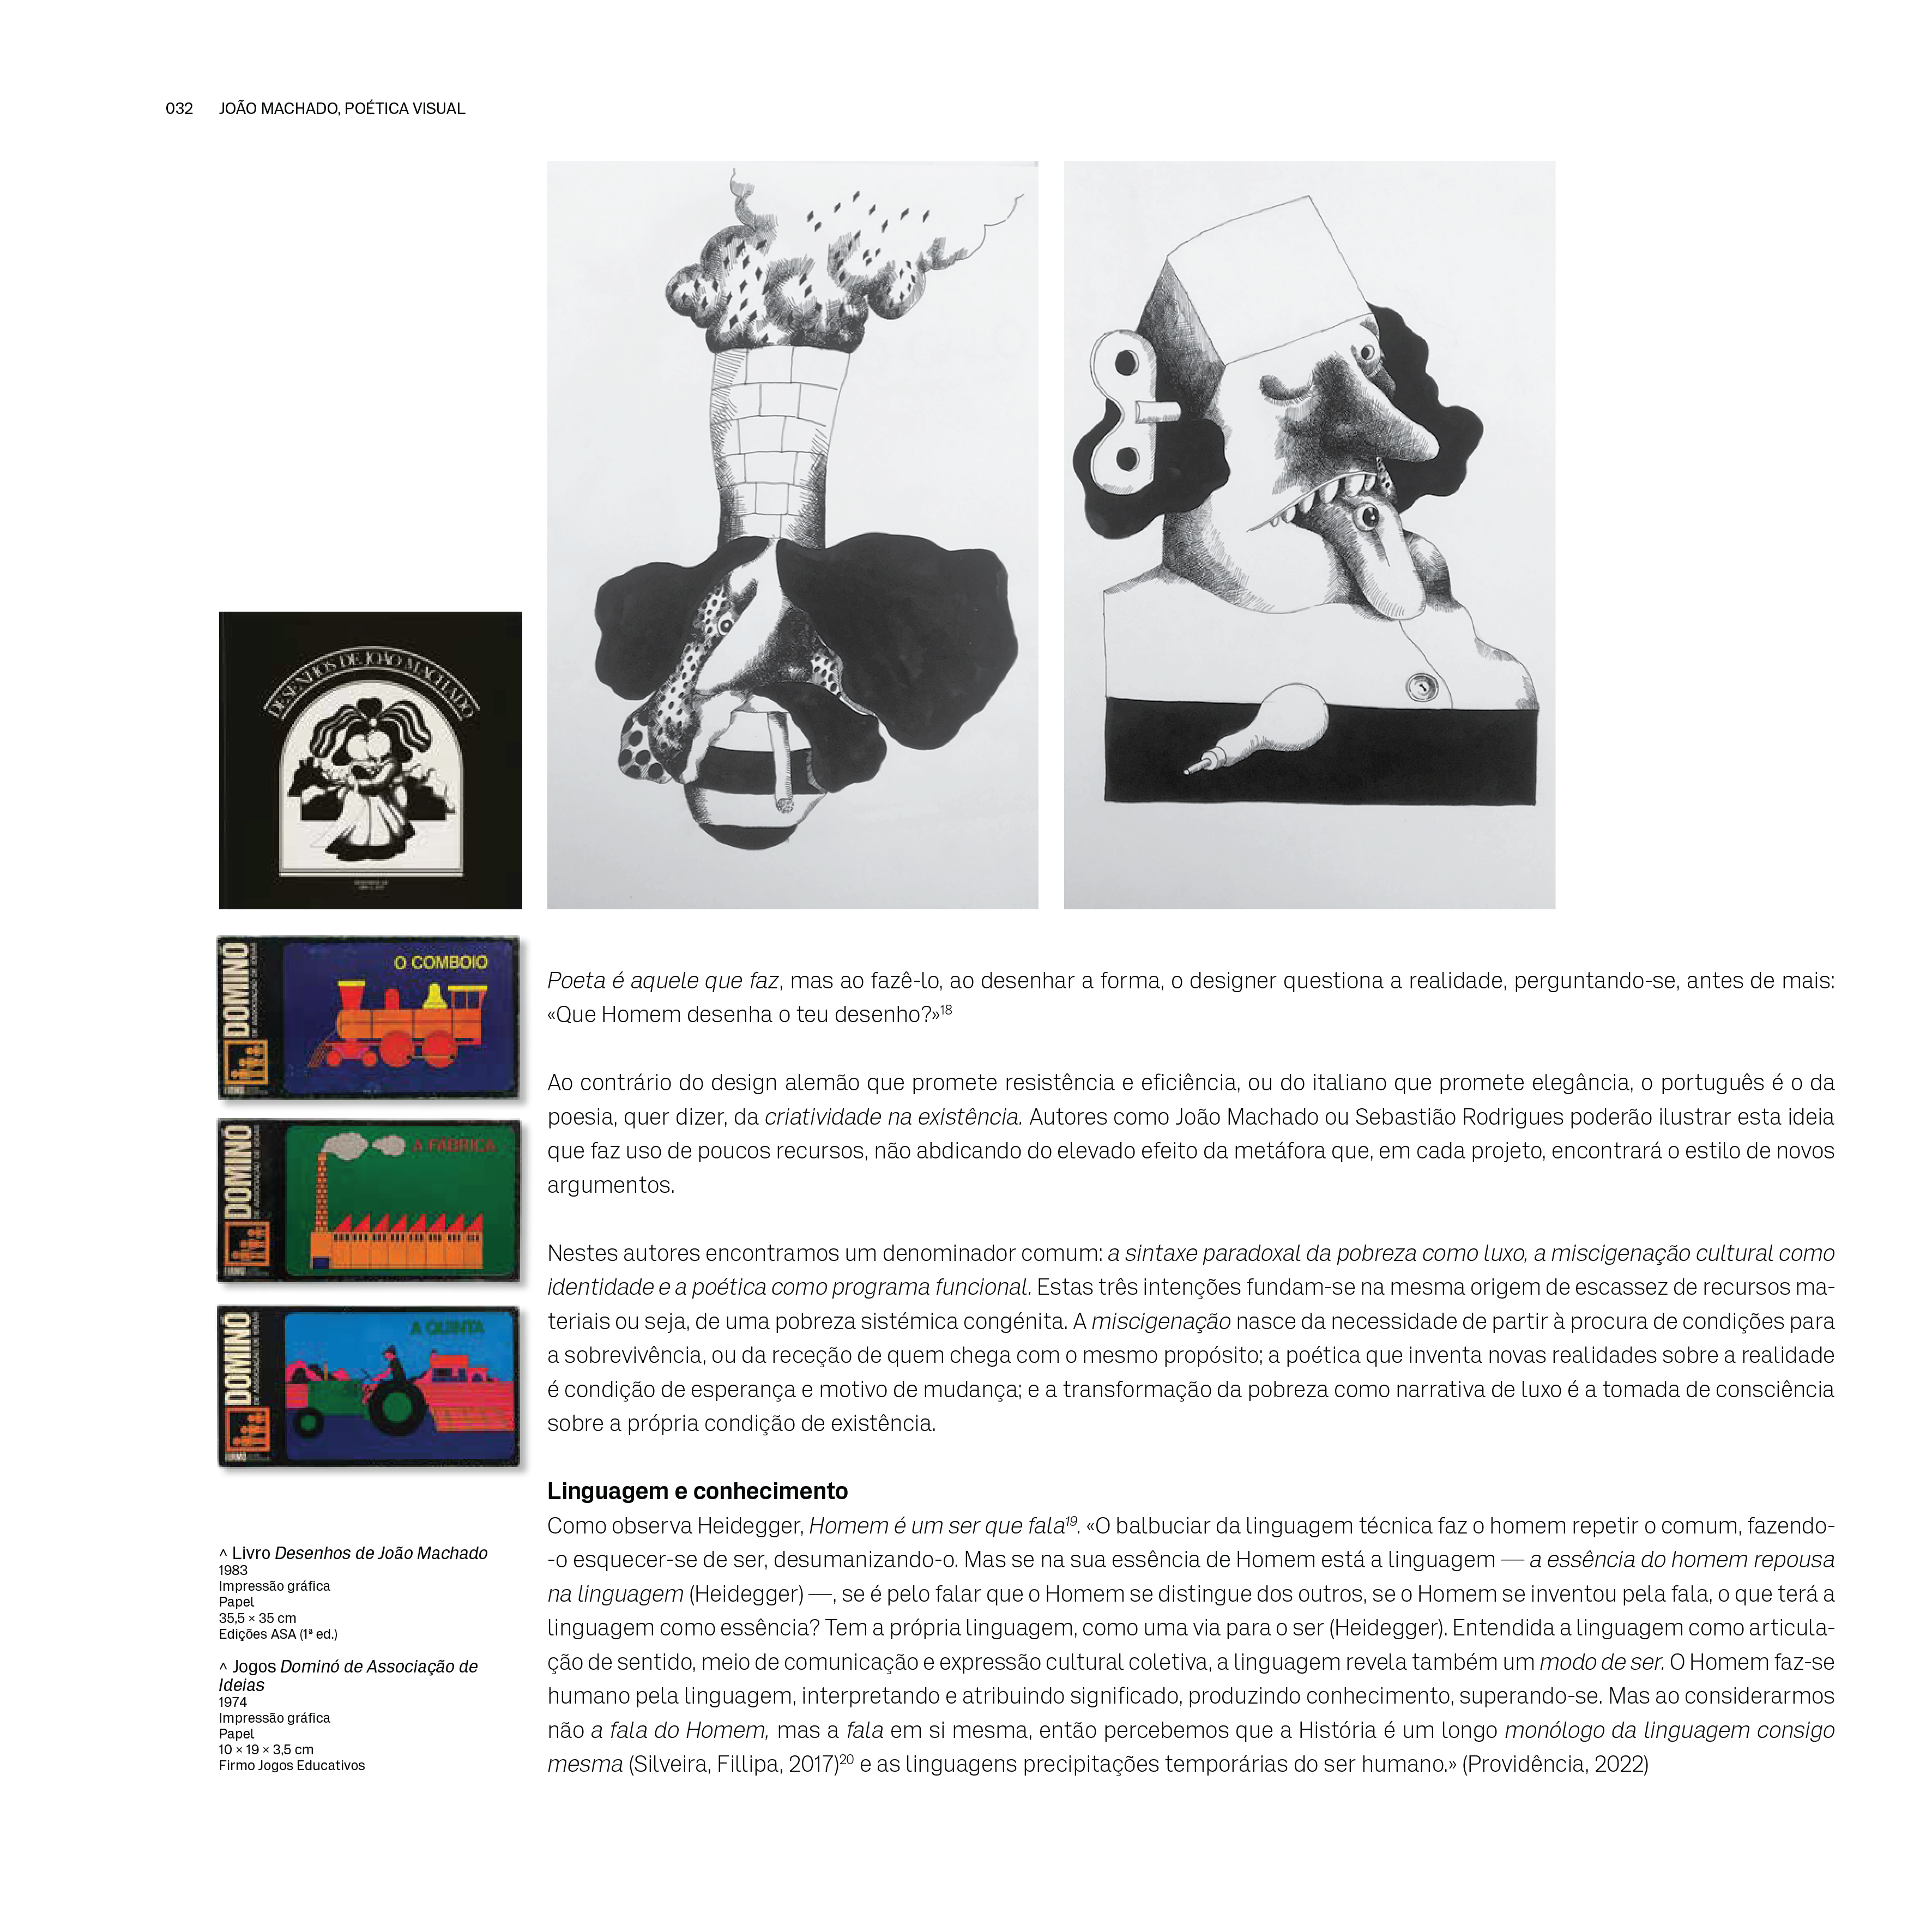 032 JOÃO MACHADO, POÉTICA VISUAL
DESENHOS DE JOÃO MACHADO
DOMINÓ
DE ASSOCIAÇÃO DE IDEIAS
FIRMO
O COMBOIO
DOMINÓ
DE ASSOCIAÇÃO DE IDEIAS
FIRMO
A FÁBRICA
DOMINÓ
DE ASSOCIAÇÃO DE IDEIAS
FIRMO
A QUINTA
^ Livro Desenhos de João Machado
1983
Impressão gráfica
Papel
35,5 × 35 cm
Edições ASA (1ª ed.)
^ Jogos Dominó de Associação de
Ideias
1974
Impressão gráfica
Papel
10 × 19 × 3,5 cm
Firmo Jogos Educativos
Poeta é aquele que faz, mas ao fazê-lo, ao desenhar a forma, o designer questiona a realidade, perguntando-se, antes de mais:
«Que Homem desenha o teu desenho?»18
Ao contrário do design alemão que promete resistência e eficiência, ou do italiano que promete elegância, o português é o da
poesia, quer dizer, da criatividade na existência. Autores como João Machado ou Sebastião Rodrigues poderão ilustrar esta ideia
que faz uso de poucos recursos, não abdicando do elevado efeito da metáfora que, em cada projeto, encontrará o estilo de novos
argumentos.
Nestes autores encontramos um denominador comum: a sintaxe paradoxal da pobreza como luxo, a miscigenação cultural como
identidade e a poética como programa funcional. Estas três intenções fundam-se na mesma origem de escassez de recursos ma-
teriais ou seja, de uma pobreza sistémica congénita. A miscigenação nasce da necessidade de partir à procura de condições para
a sobrevivência, ou da receção de quem chega com o mesmo propósito; a poética que inventa novas realidades sobre a realidade
é condição de esperança e motivo de mudança; e a transformação da pobreza como narrativa de luxo é a tomada de consciência
sobre a própria condição de existência.
Linguagem e conhecimento
Como observa Heidegger, Homem é um ser que fala19. «O balbuciar da linguagem técnica faz o homem repetir o comum, fazendo-
-o esquecer-se de ser, desumanizando-o. Mas se na sua essência de Homem está a linguagem — a essência do homem repousa
na linguagem (Heidegger) —, se é pelo falar que o Homem se distingue dos outros, se o Homem se inventou pela fala, o que terá a
linguagem como essência? Tem a própria linguagem, como uma via para o ser (Heidegger). Entendida a linguagem como articula-
ção de sentido, meio de comunicação e expressão cultural coletiva, a linguagem revela também um modo de ser. O Homem faz-se
humano pela linguagem, interpretando e atribuindo significado, produzindo conhecimento, superando-se. Mas ao considerarmos
não a fala do Homem, mas a fala em si mesma, então percebemos que a História é um longo monólogo da linguagem consigo
mesma (Silveira, Fillipa, 2017)20 e as linguagens precipitações temporárias do ser humano.» (Providência, 2022)